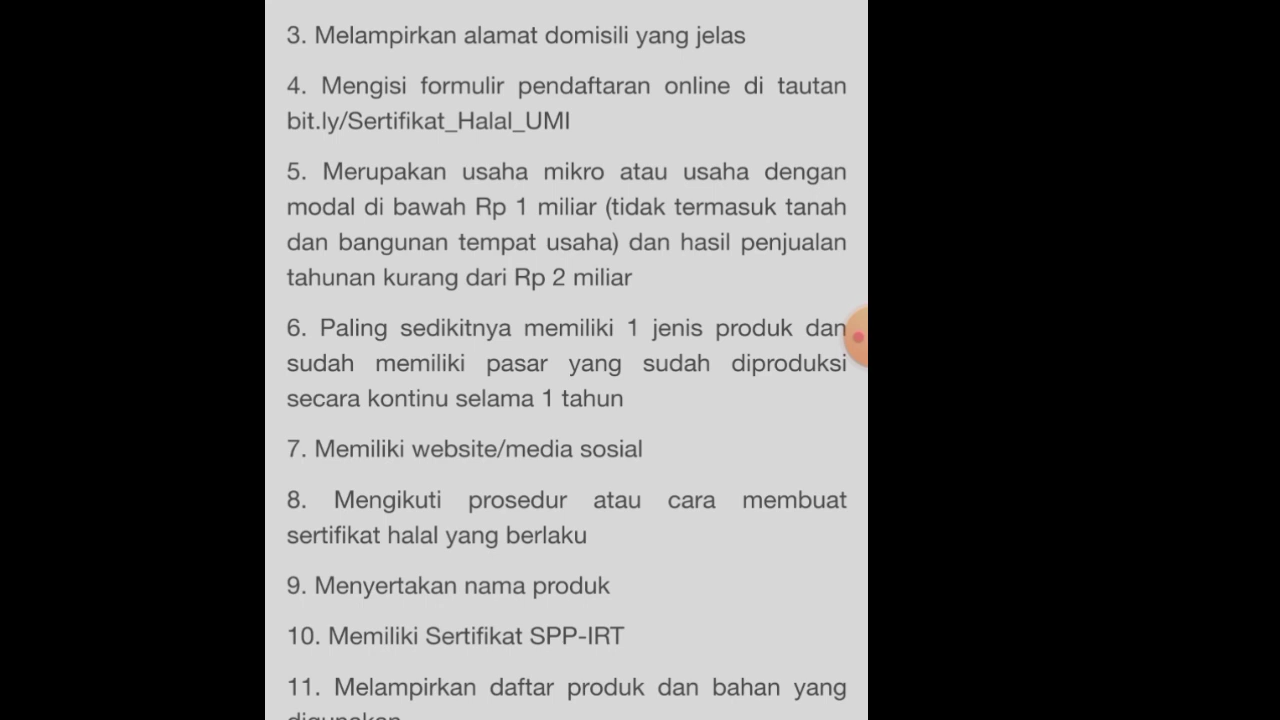 3. Melampirkan alamat domisili yang jelas
4. Mengisi formulir pendaftaran online di tautan
bit.ly/Sertifikat_Halal_UMI
5. Merupakan usaha mikro atau usaha dengan
modal di bawah Rp 1 miliar (tidak termasuk tanah
dan bangunan tempat usaha) dan hasil penjualan
tahunan kurang dari Rp 2 miliar
6. Paling sedikitnya memiliki 1 jenis produk dan
sudah memiliki pasar yang sudah diproduksi
secara kontinu selama 1 tahun
7. Memiliki website/media sosial
8. Mengikuti prosedur atau cara membuat
sertifikat halal yang berlaku
9. Menyertakan nama produk
10. Memiliki Sertifikat SPP-IRT
11. Melampirkan daftar produk dan bahan yang
digunakan